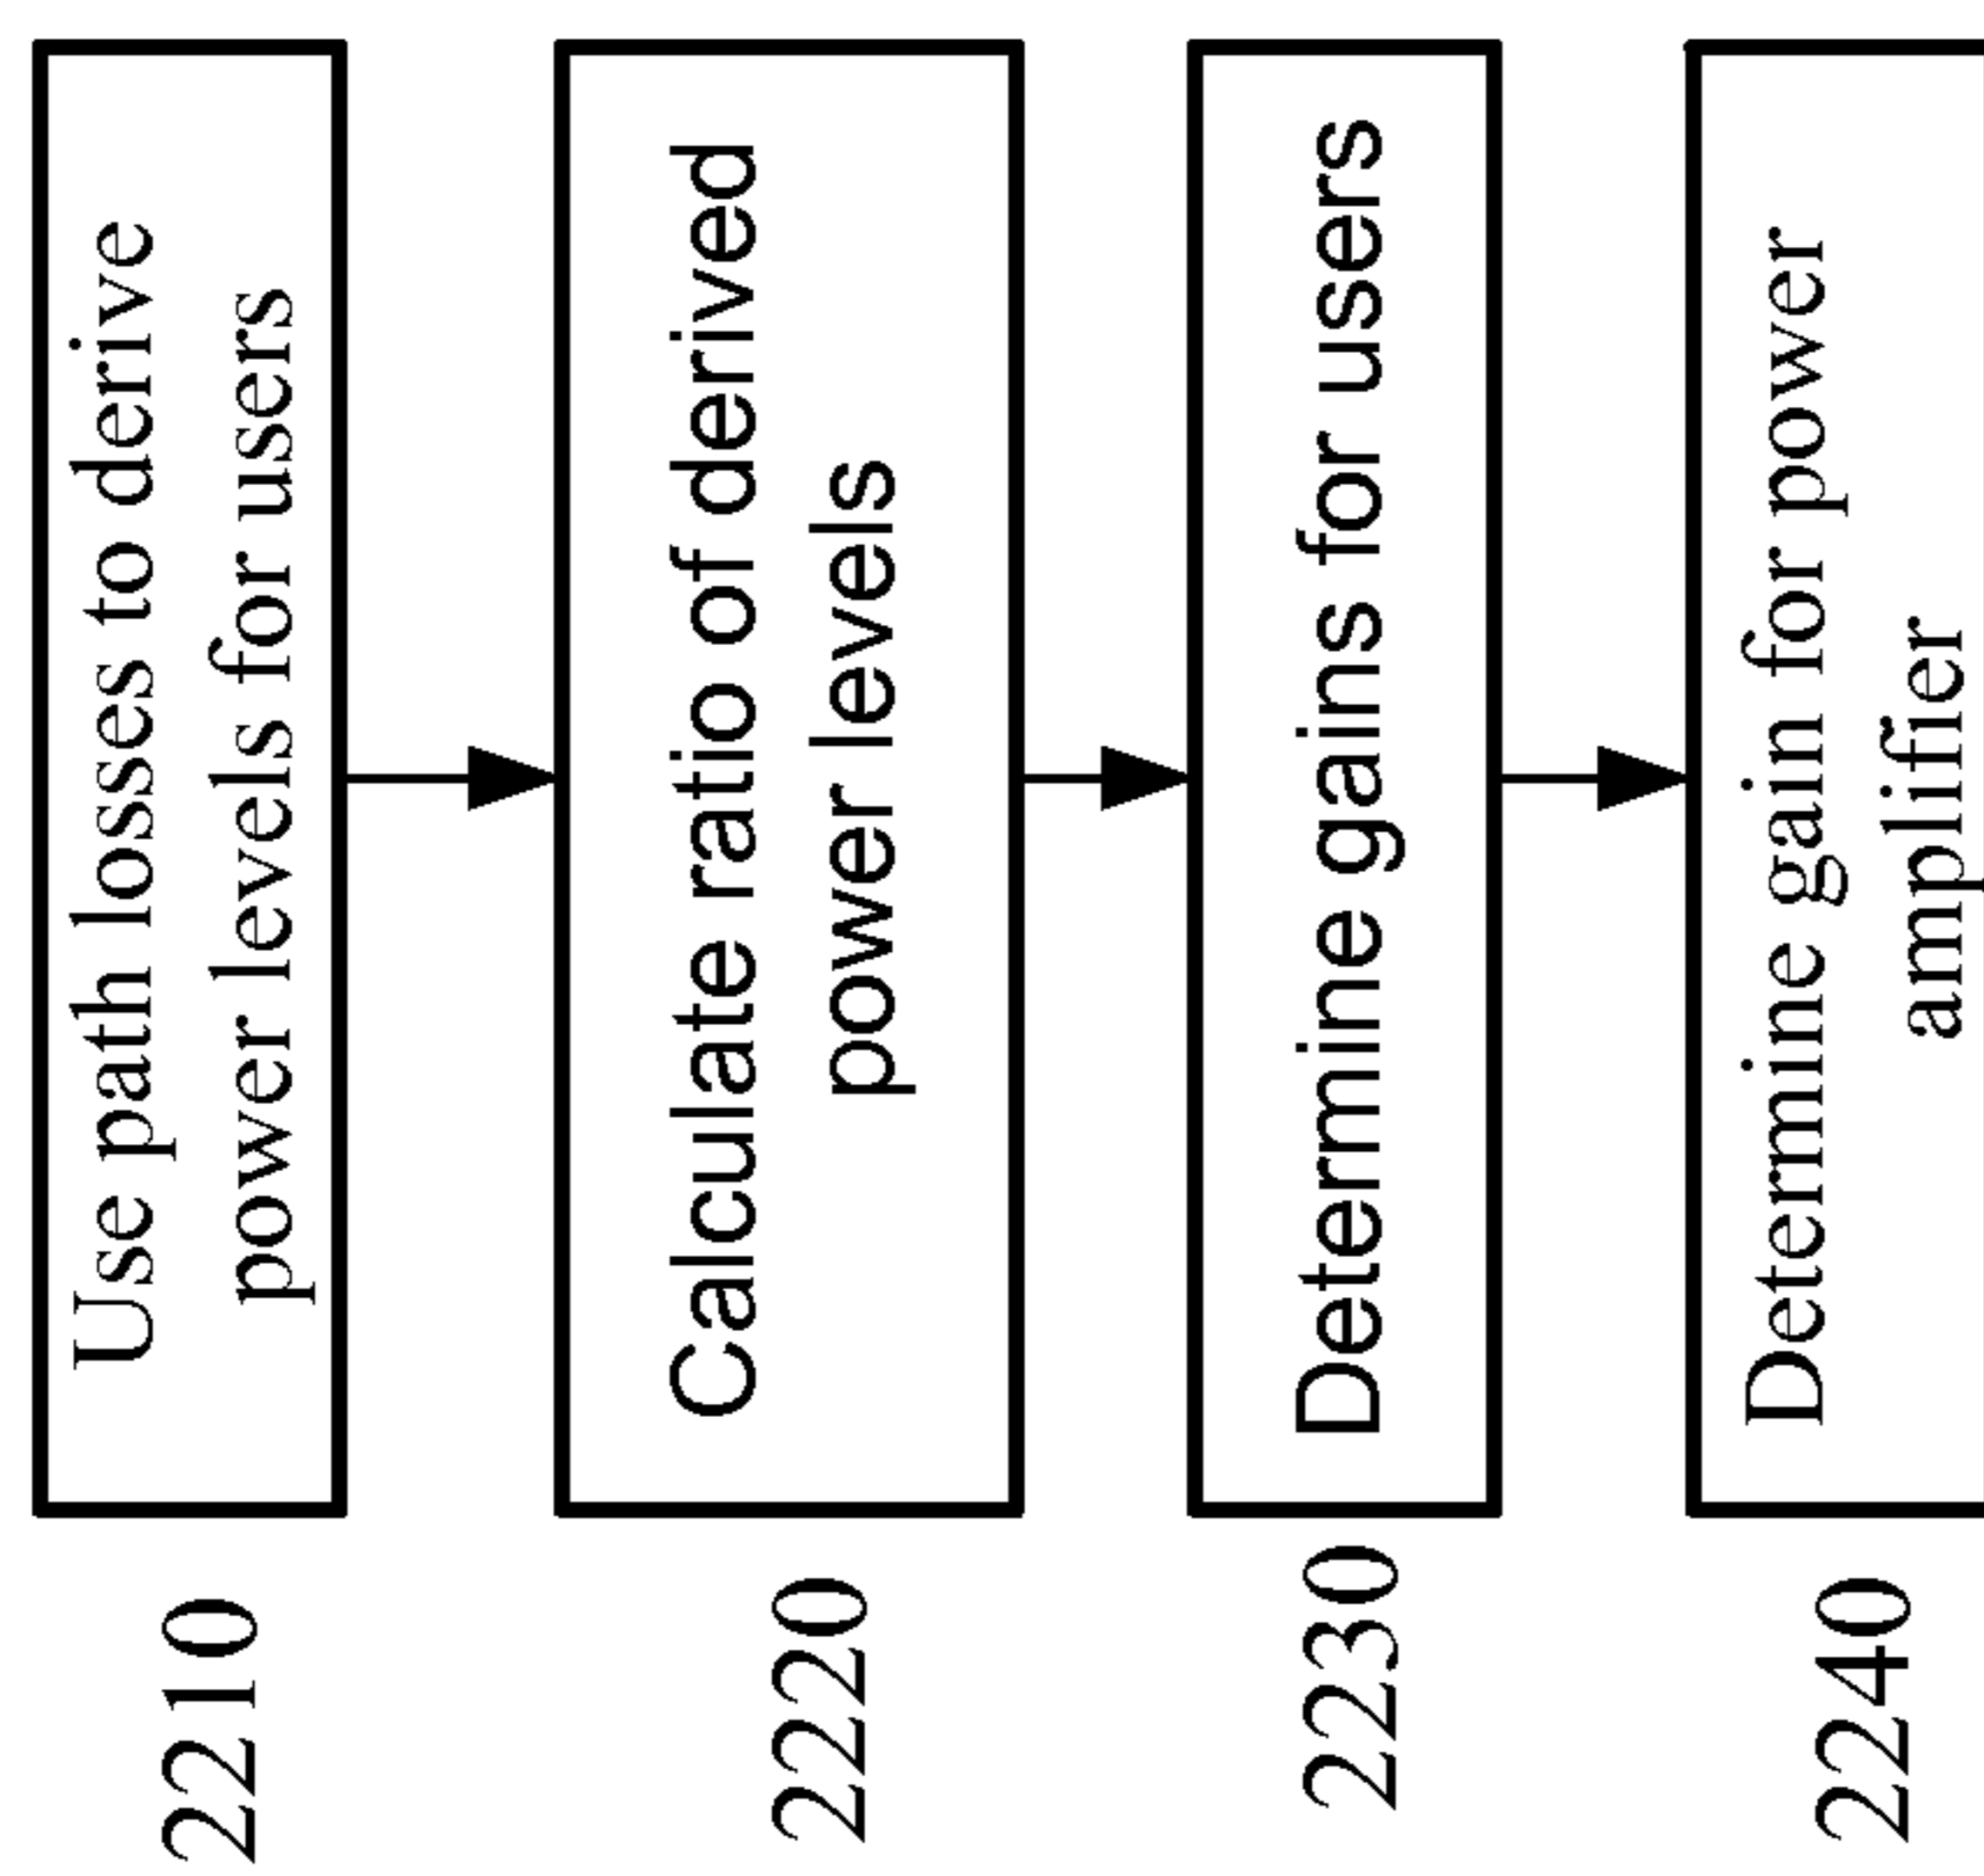 2210
Use path losses to derive
power levels for users
2220
Calculate ratio of derived
power levels
2230
Determine gains for users
2240
Determine gain for power
amplifier